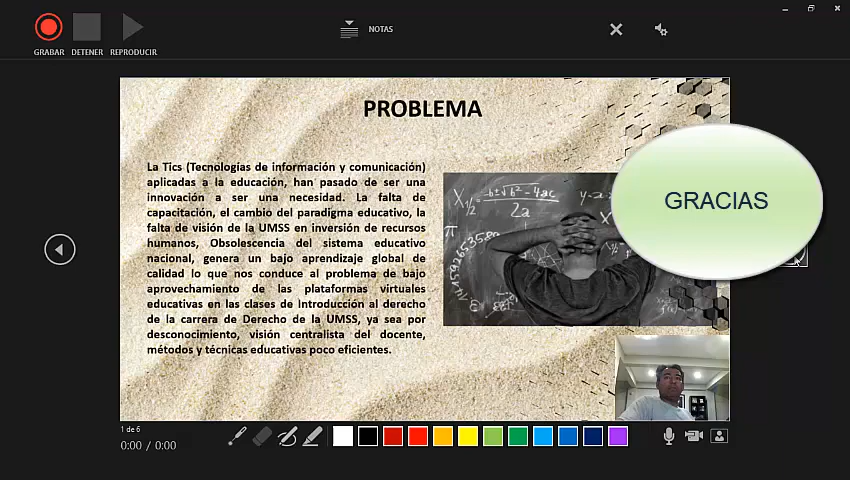 GRABAR DETENER REPRODUCIR
NOTAS
PROBLEMA
La Tics (Tecnologías de información y comunicación)
aplicadas a la educación, han pasado de ser una
innovación a ser una necesidad. La falta de
capacitación, el cambio del paradigma educativo, la
falta de visión de la UMSS en inversión de recursos
humanos, Obsolescencia del sistema educativo
nacional, genera un bajo aprendizaje global de
calidad lo que nos conduce al problema de bajo
aprovechamiento de las plataformas virtuales
educativas en las clases de Introducción al derecho
de la carrera de Derecho de la UMSS, ya sea por
desconocimiento, visión centralista del docente,
métodos y técnicas educativas poco eficientes.
GRACIAS
1 de 6
0:00 / 0:00